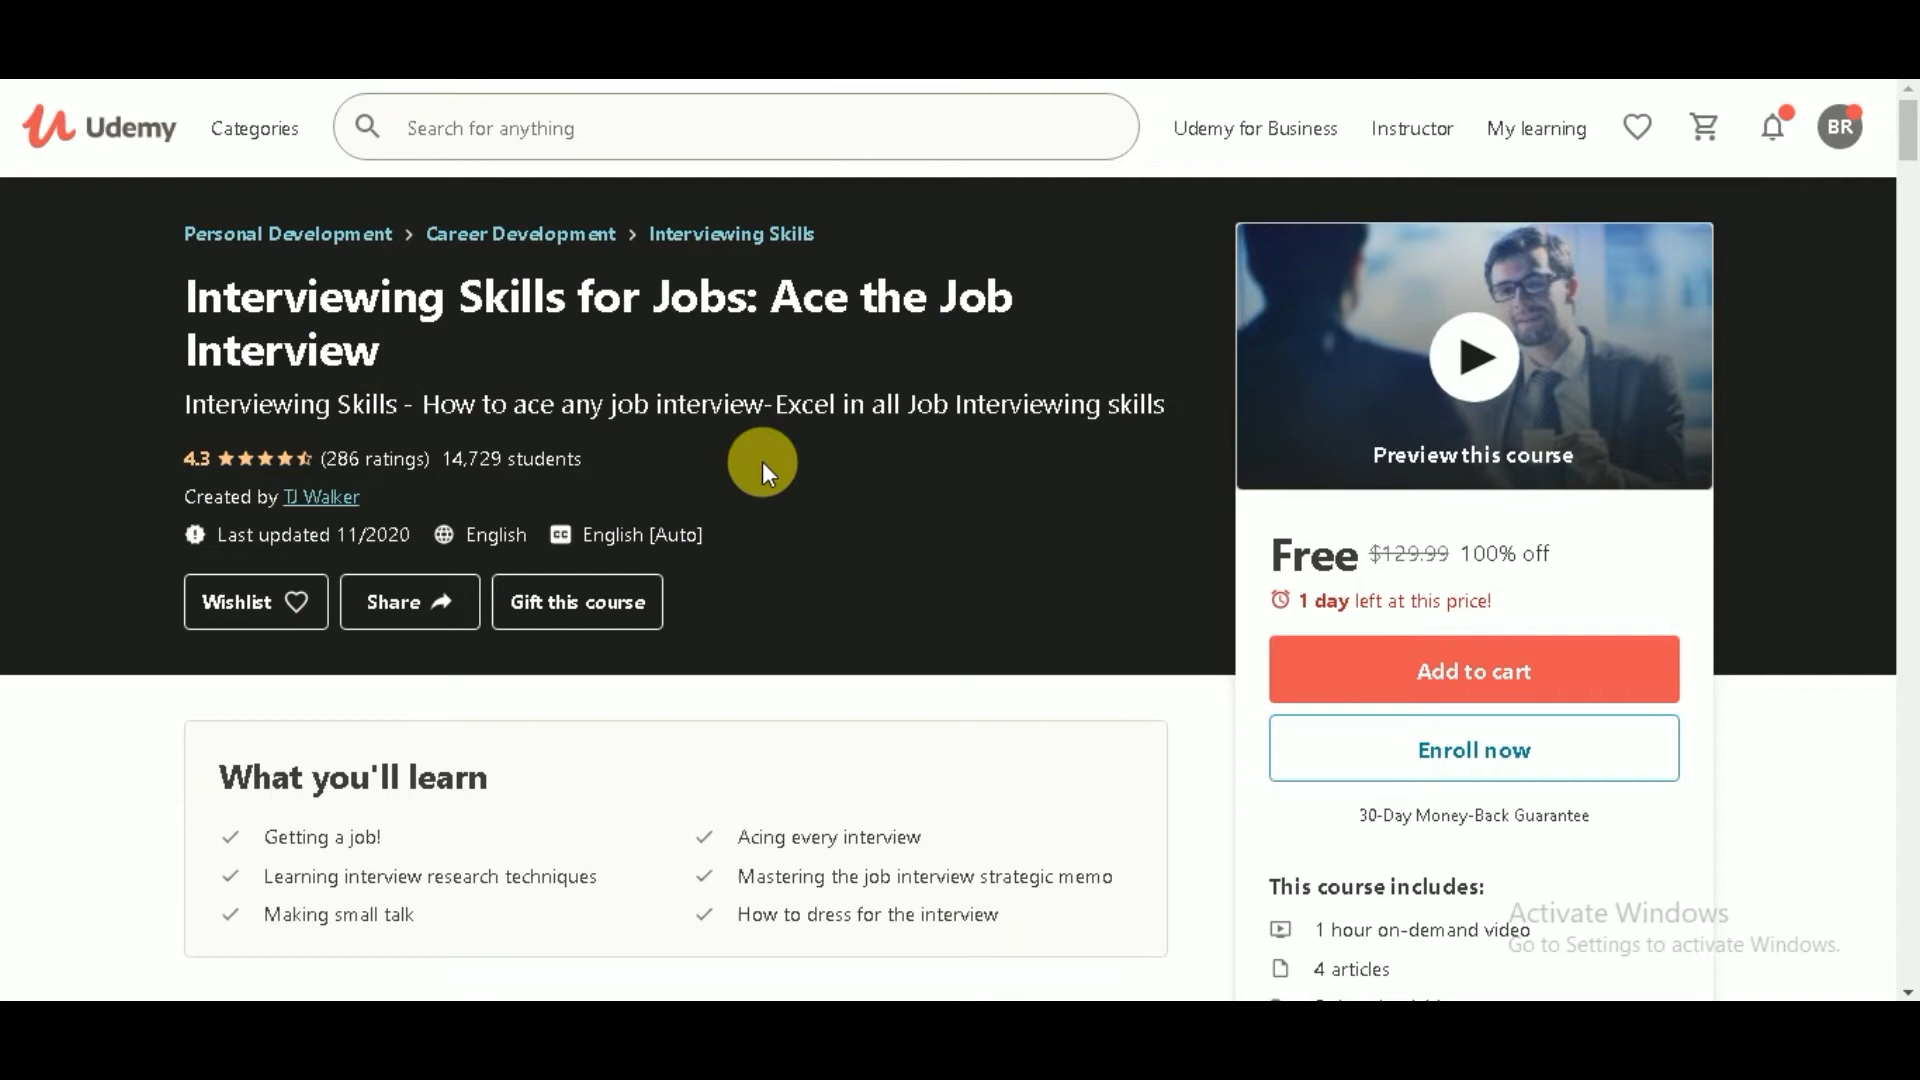 Udemy
Categories
Search for anything
Udemy for Business
Instructor
My learning
BR
Personal Development > Career Development > Interviewing Skills
Interviewing Skills for Jobs: Ace the Job
Interview
Interviewing Skills - How to ace any job interview-Excel in all Job Interviewing skills
4.3 (286 ratings) 14,729 students
Created by TJ Walker
Last updated 11/2020 English CC English [Auto]
Wishlist
Share
Gift this course
Preview this course
Free $129.99 100% off
1 day left at this price!
Add to cart
Enroll now
30-Day Money-Back Guarantee
This course includes:
1 hour on-demand video
4 articles
What you'll learn
Getting a job!
Acing every interview
Learning interview research techniques
Mastering the job interview strategic memo
Making small talk
How to dress for the interview
Activate Windows
Go to Settings to activate Windows.